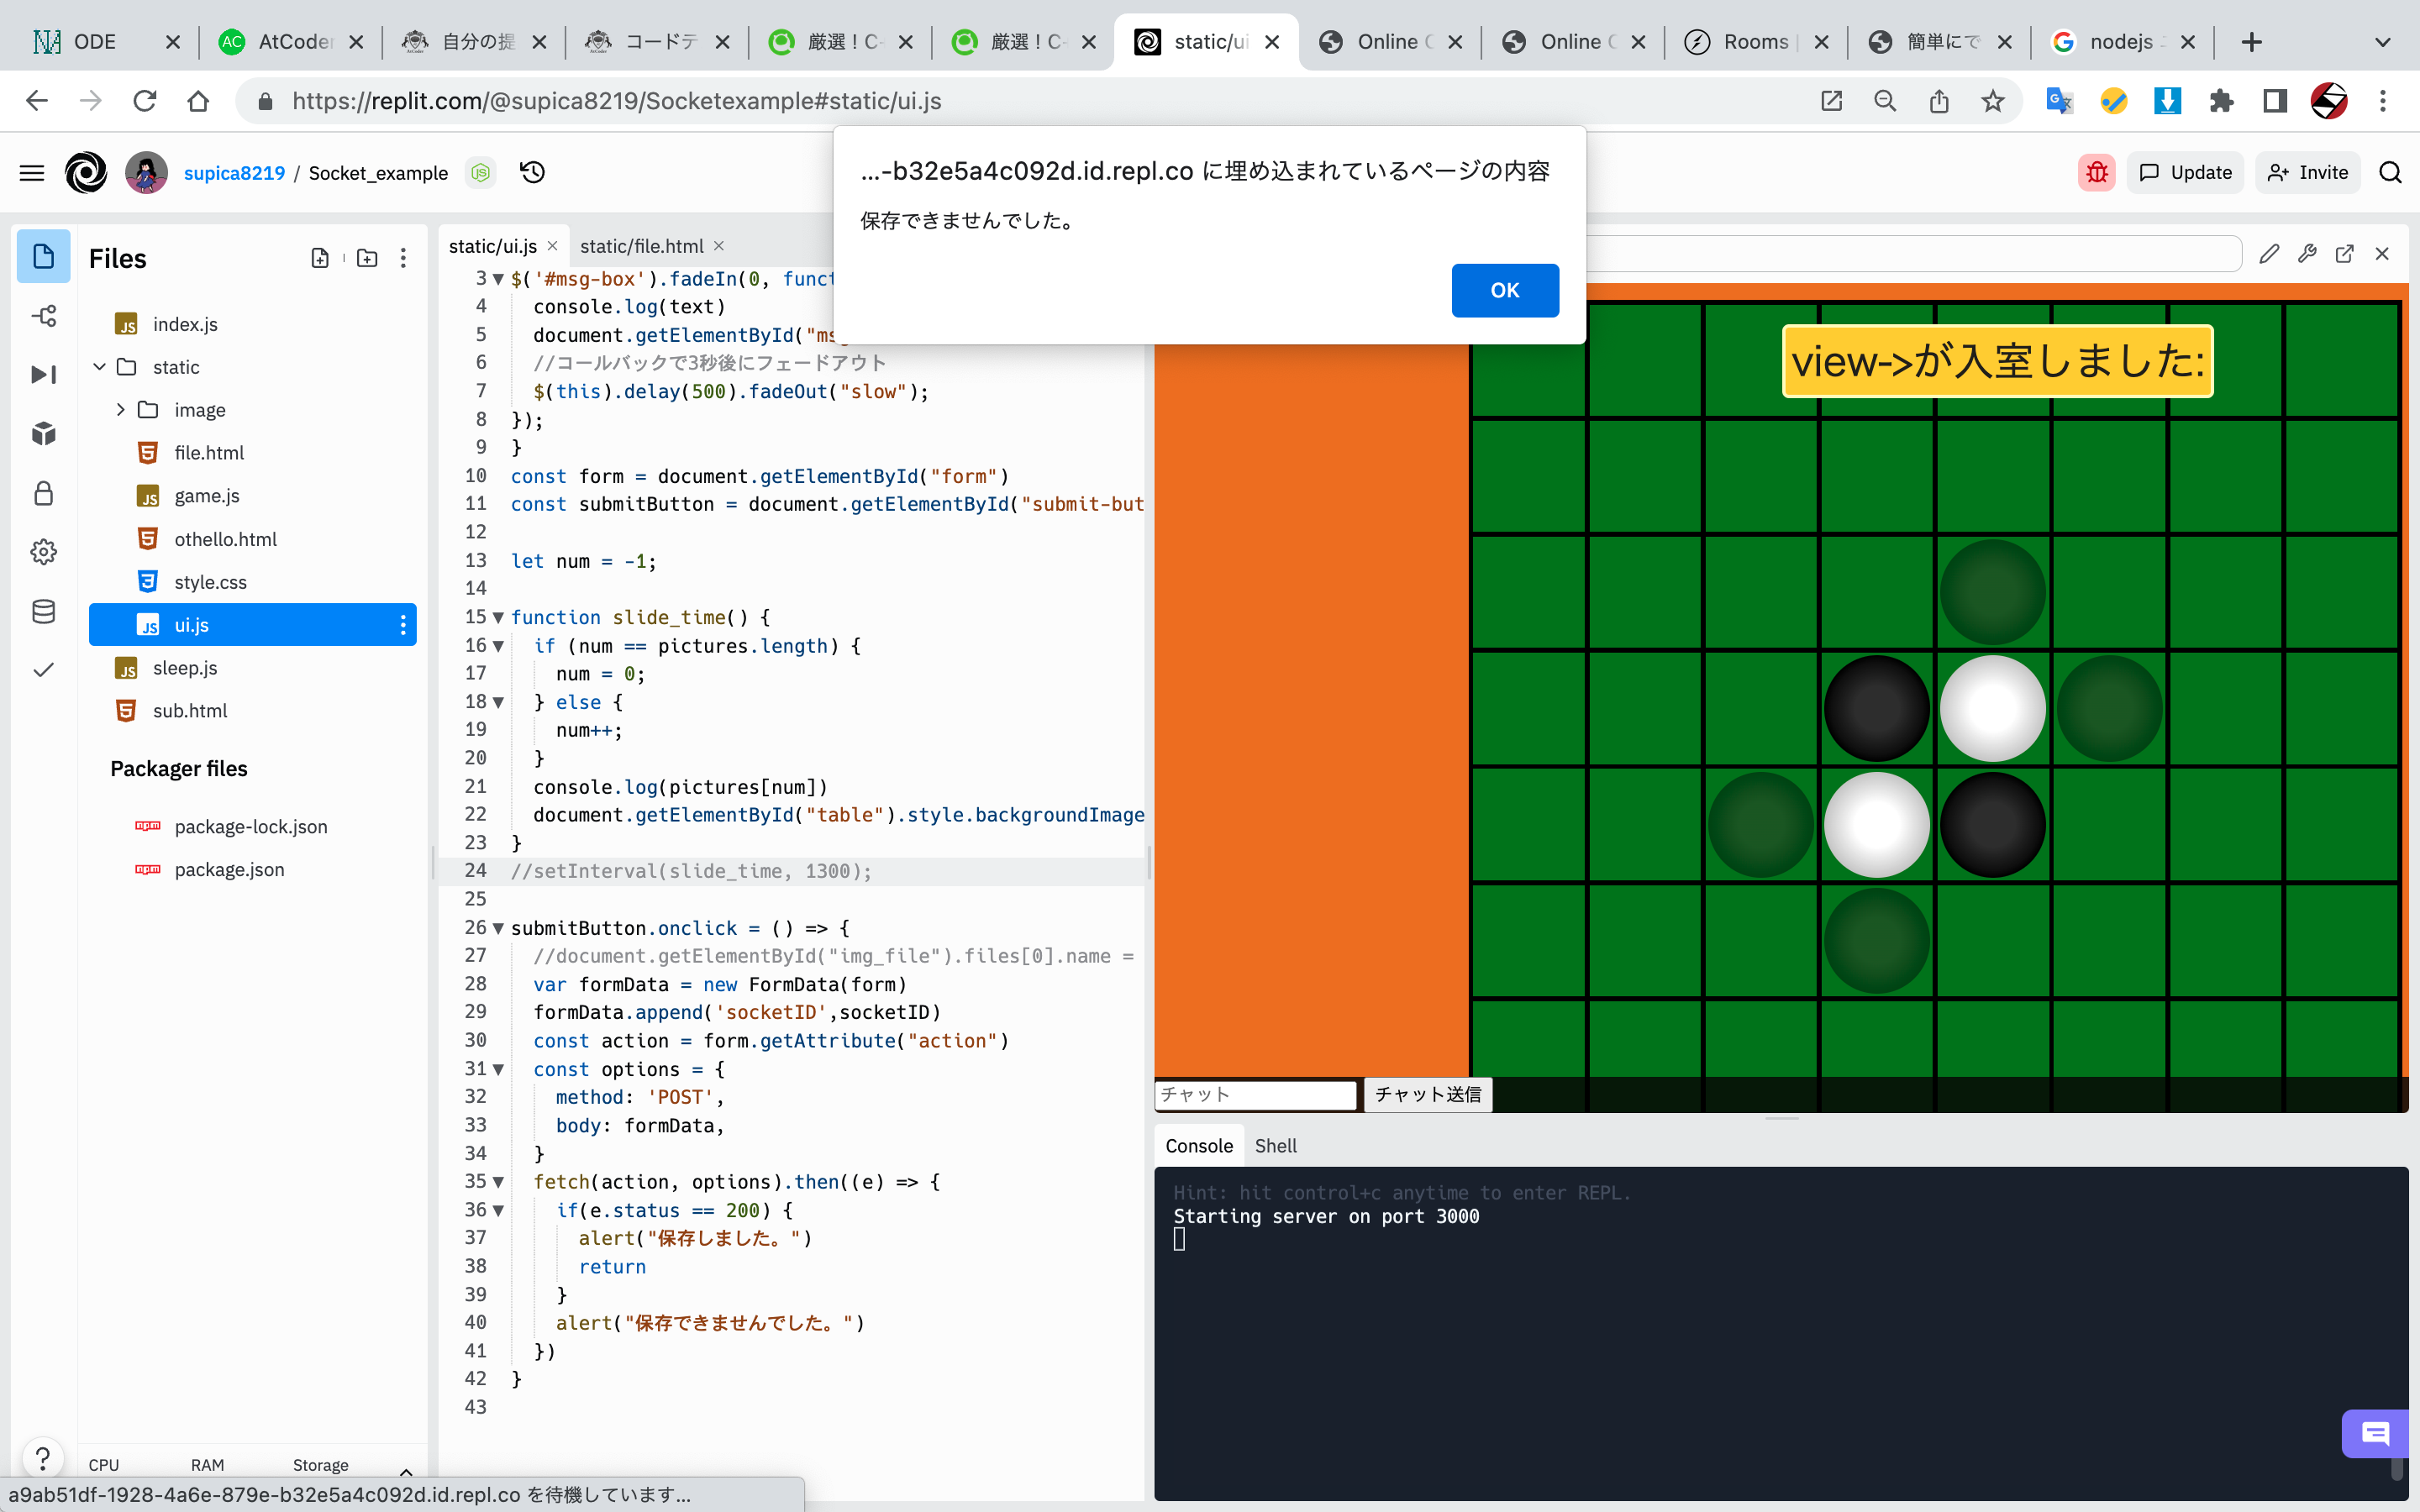 ODE
AtCoder
自分の提
コードテ
厳選！C-
厳選！C-
static/ui
Online C
Online C
Rooms |
簡単にで
nodejs
https://replit.com/@supica8219/Socketexample#static/ui.js
supica8219 / Socket_example
Update
Invite
...-b32e5a4c092d.id.repl.co に埋め込まれているページの内容
保存できませんでした。
OK
Files
index.js
static
image
file.html
game.js
othello.html
style.css
ui.js
sleep.js
sub.html
Packager files
package-lock.json
package.json
CPU
RAM
Storage
a9ab51df-1928-4a6e-879e-b32e5a4c092d.id.repl.co を待機しています...
static/ui.js
static/file.html
3 $('#msg-box').fadeIn(0, funct
4 console.log(text)
5 document.getElementById("ms
6 //コールバックで3秒後にフェードアウト
7 $(this).delay(500).fadeOut("slow");
8 });
9 }
10 const form = document.getElementById("form")
11 const submitButton = document.getElementById("submit-but
12
13 let num = -1;
14
15 function slide_time() {
16 if (num == pictures.length) {
17 num = 0;
18 } else {
19 num++;
20 }
21 console.log(pictures[num])
22 document.getElementById("table").style.backgroundImage
23 }
24 //setInterval(slide_time, 1300);
25
26 submitButton.onclick = () => {
27 //document.getElementById("img_file").files[0].name =
28 var formData = new FormData(form)
29 formData.append('socketID',socketID)
30 const action = form.getAttribute("action")
31 const options = {
32 method: 'POST',
33 body: formData,
34 }
35 fetch(action, options).then((e) => {
36 if(e.status == 200) {
37 alert("保存しました。")
38 return
39 }
40 alert("保存できませんでした。")
41 })
42 }
43
view->が入室しました:
チャット
チャット送信
Console
Shell
Hint: hit control+c anytime to enter REPL.
Starting server on port 3000